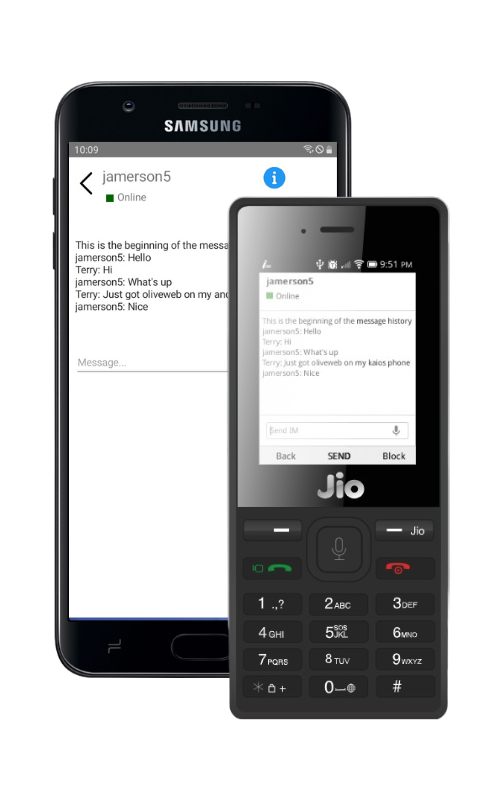 SAMSUNG
10:09
jamerson5
Online
This is the beginning of the messa
jamerson5: Hello
Terry: Hi
jamerson5: What's up
Terry: Just got oliveweb on my an
jamerson5: Nice
Message...
9:51 PM
jamerson5
Online
This is the beginning of the message history
jamerson5: Hello
Terry: Hi
jamerson5: What's up
Terry: Just got oliveweb on my kaios phone
jamerson5: Nice
Send IM
Back SEND Block
Jio
Jio
1 .,? 2 ABC 3 DEF
4 GHI 5 SOS JKL 6 MNO
7 PQRS 8 TUV 9 WXYZ
* + 0 #